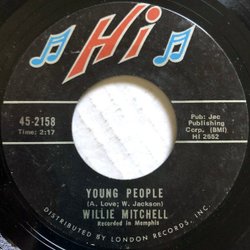 Hi
45-2158
Time: 2:17
Pub: Jec
Publishing
Corp. (BMI)
HI 2552
YOUNG PEOPLE
(A. Love; W. Jackson)
WILLIE MITCHELL
Recorded in Memphis
DISTRIBUTED BY LONDON RECORDS, INC.